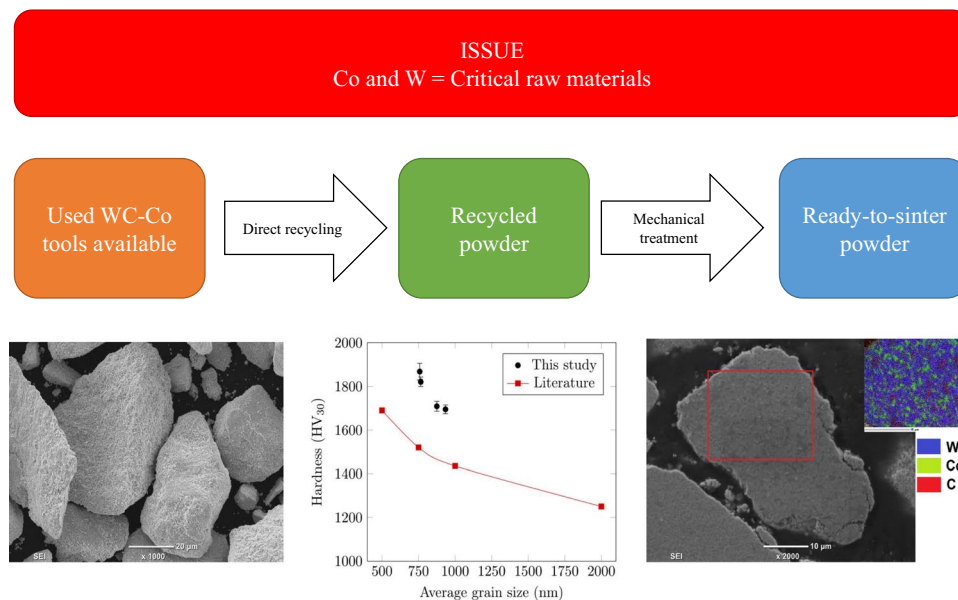 ISSUE
Co and W = Critical raw materials
Used WC-Co
tools available
Direct recycling
Recycled
powder
Mechanical
treatment
Ready-to-sinter
powder
SEI
x 1000
20 µm
2000
1800
1600
1400
1200
1000
Hardness (HV30)
This study
Literature
500 750 1000 1250 1500 1750 2000
Average grain size (nm)
SEI
x 2000
10 µm
W
Co
C